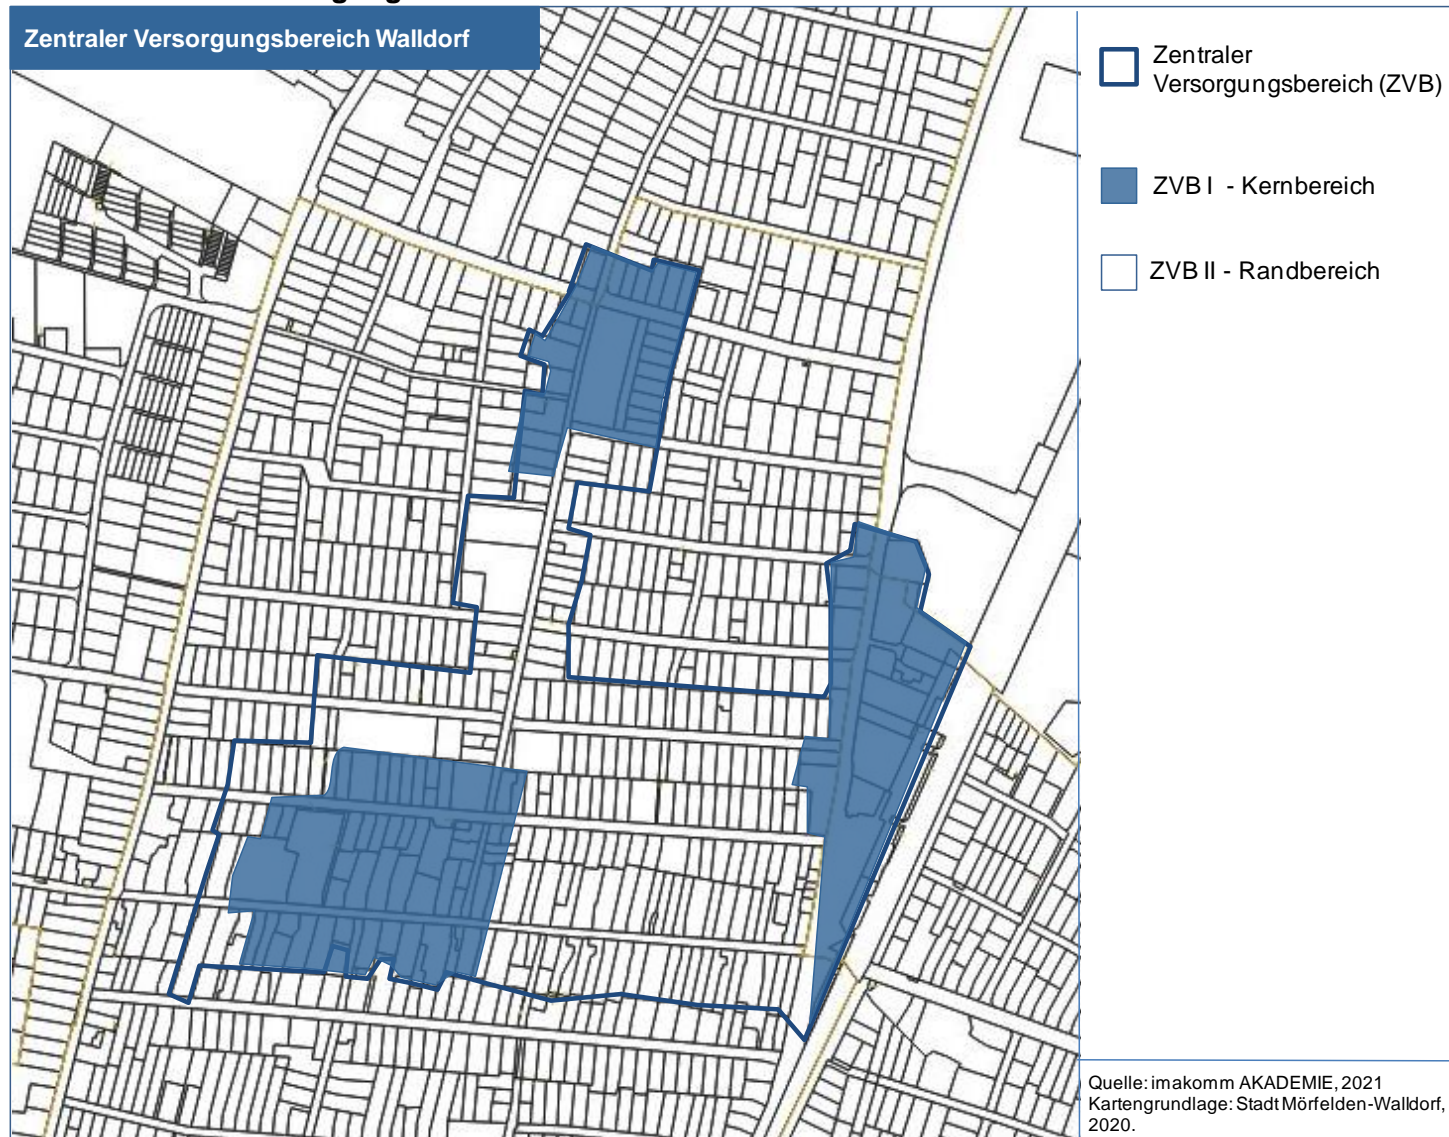 Zentraler Versorgungsbereich Walldorf
Zentraler
Versorgungsbereich (ZVB)
ZVB I - Kernbereich
ZVB II - Randbereich
Quelle: imakomm AKADEMIE, 2021
Kartengrundlage: Stadt Mörfelden-Walldorf,
2020.